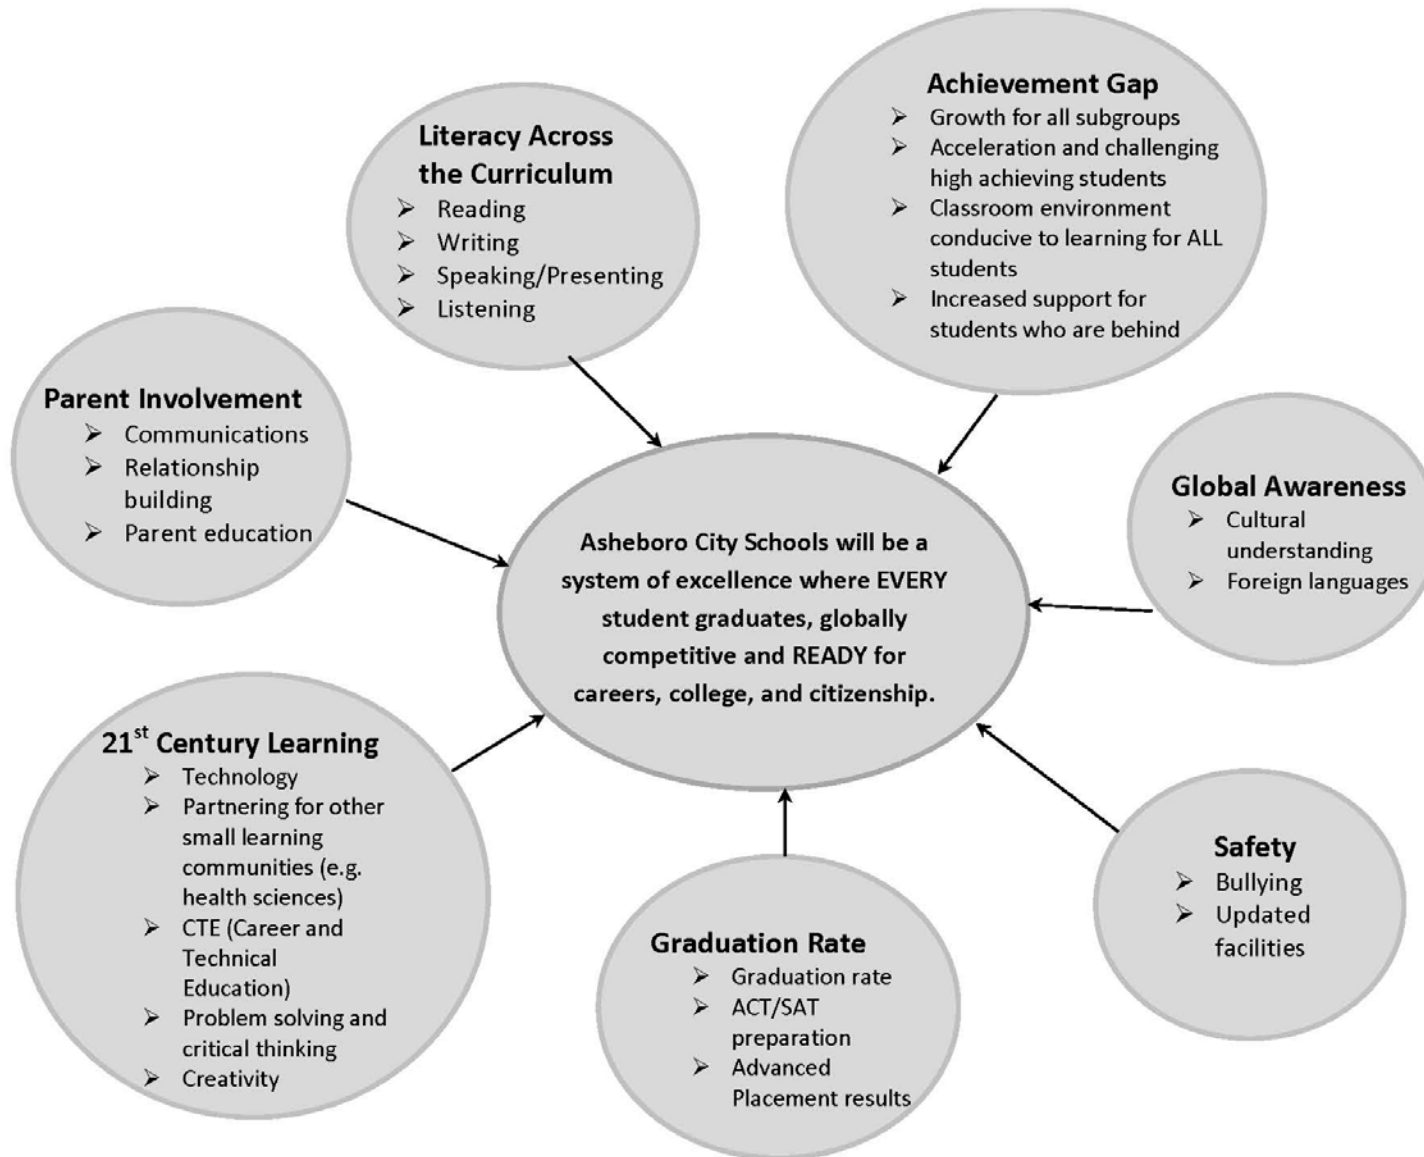 Achievement Gap
➢ Growth for all subgroups
➢ Acceleration and challenging
high achieving students
➢ Classroom environment
conducive to learning for ALL
students
➢ Increased support for
students who are behind
Literacy Across
the Curriculum
➢ Reading
➢ Writing
➢ Speaking/Presenting
➢ Listening
Parent Involvement
➢ Communications
➢ Relationship
building
➢ Parent education
Global Awareness
➢ Cultural
understanding
➢ Foreign languages
Asheboro City Schools will be a
system of excellence where EVERY
student graduates, globally
competitive and READY for
careers, college, and citizenship.
21st Century Learning
➢ Technology
➢ Partnering for other
small learning
communities (e.g.
health sciences)
➢ CTE (Career and
Technical
Education)
➢ Problem solving and
critical thinking
➢ Creativity
Graduation Rate
➢ Graduation rate
➢ ACT/SAT
preparation
➢ Advanced
Placement results
Safety
➢ Bullying
➢ Updated
facilities